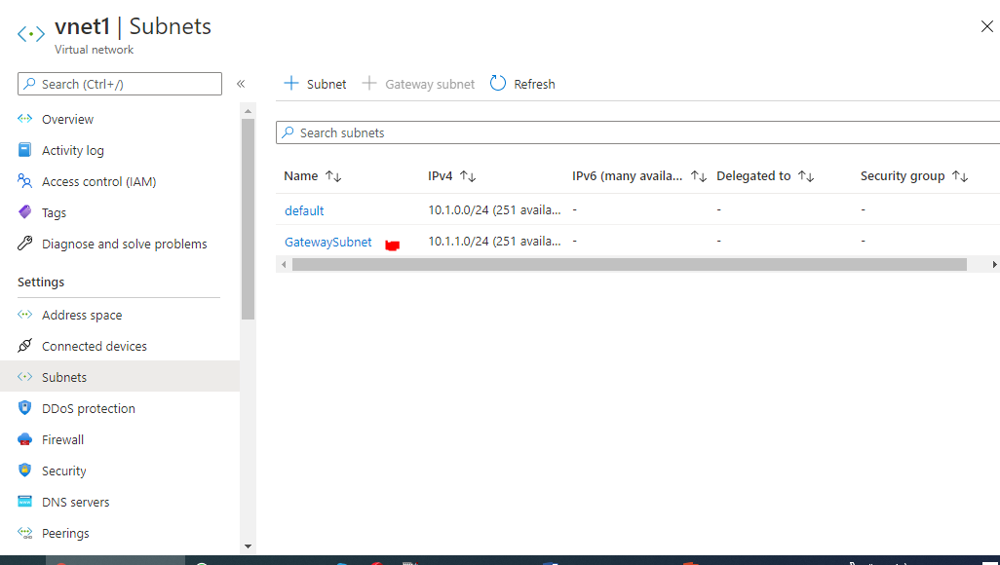 vnet1 | Subnets
Virtual network
Search (Ctrl+/)
«
Overview
Activity log
Access control (IAM)
Tags
Diagnose and solve problems
Settings
Address space
Connected devices
Subnets
DDoS protection
Firewall
Security
DNS servers
Peerings
+ Subnet + Gateway subnet Refresh
Search subnets
Name ↑↓ IPv4 ↑↓ IPv6 (many availa... ↑↓ Delegated to ↑↓ Security group ↑↓
default 10.1.0.0/24 (251 availa... - - -
GatewaySubnet 10.1.1.0/24 (251 availa... - - -